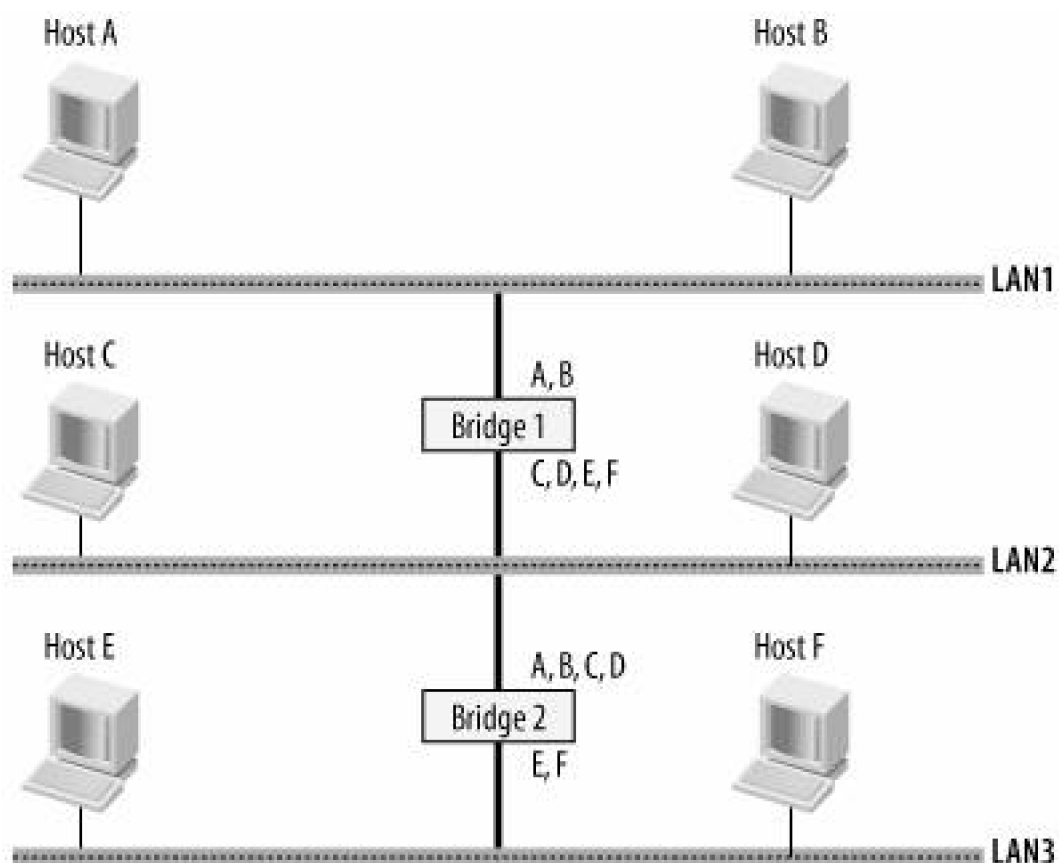 Host A
Host B
LAN1
Host C
Host D
A, B
Bridge 1
C, D, E, F
LAN2
Host E
Host F
A, B, C, D
Bridge 2
E, F
LAN3